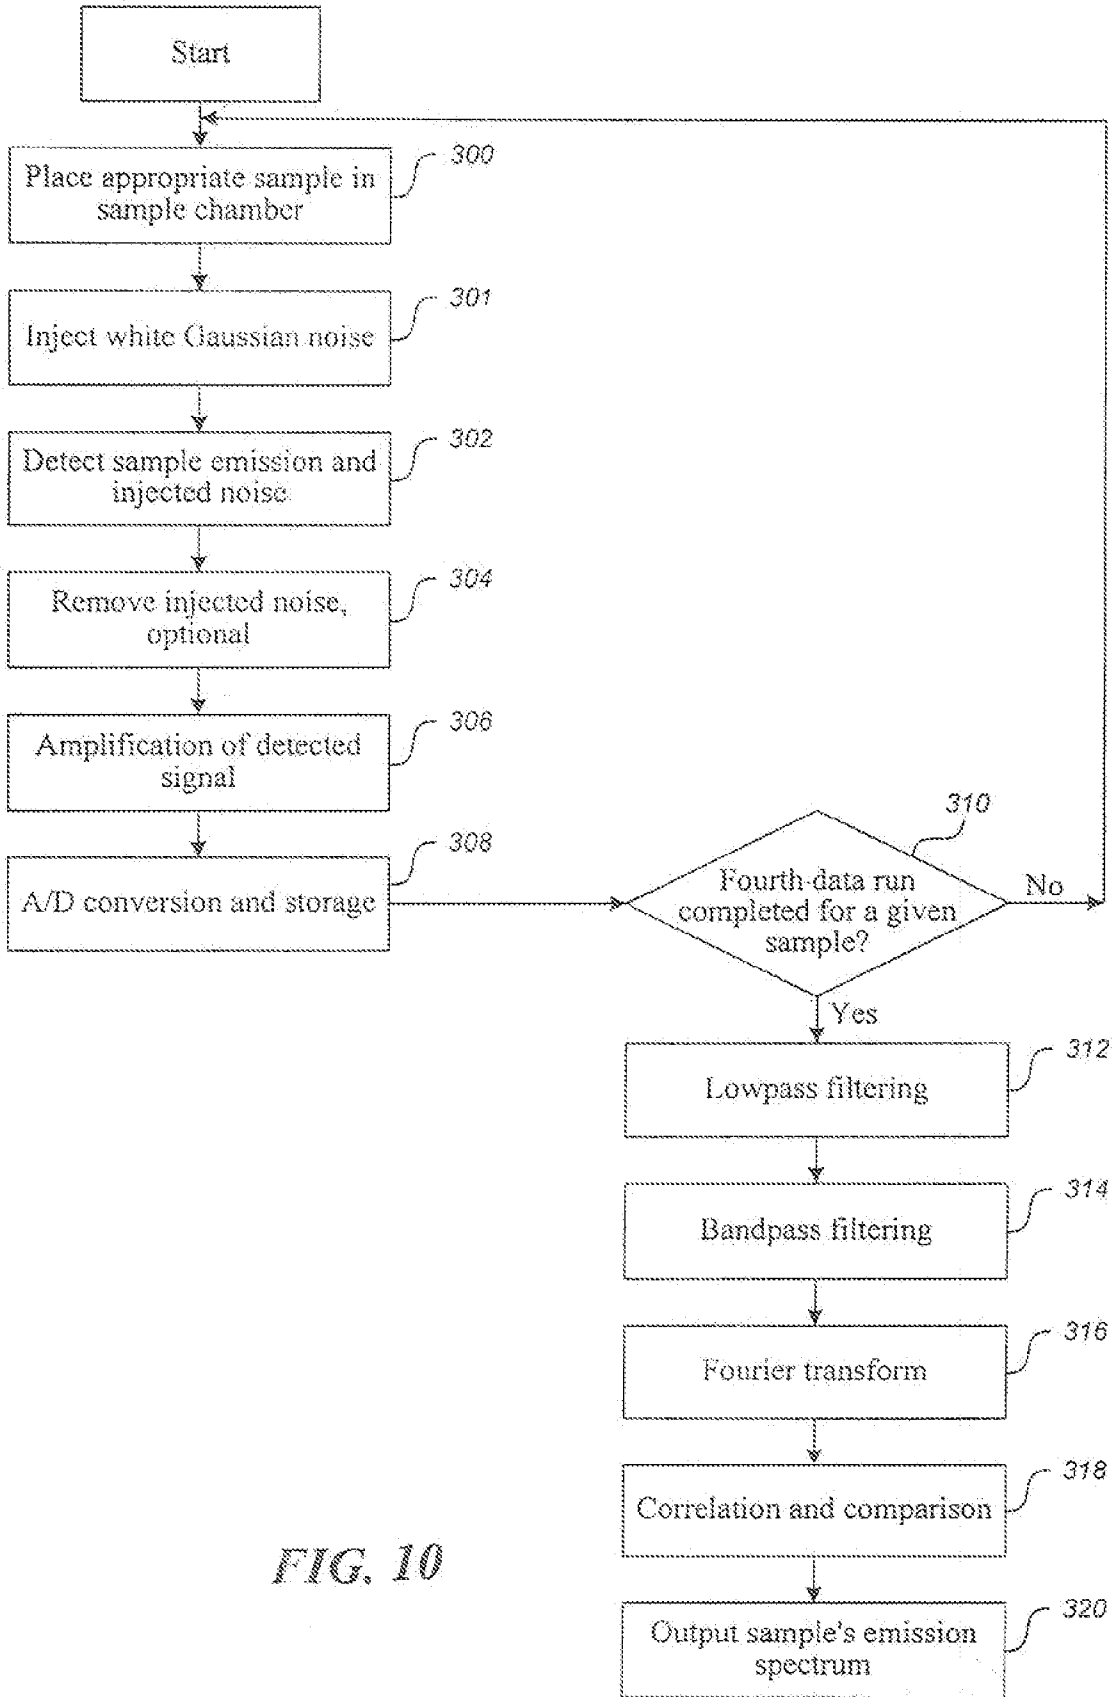 Start
Place appropriate sample in
sample chamber
300
Inject white Gaussian noise
301
Detect sample emission and
injected noise
302
Remove injected noise,
optional
304
Amplification of detected
signal
306
A/D conversion and storage
308
Fourth data run
completed for a given
sample?
310
No
Yes
Lowpass filtering
312
Bandpass filtering
314
Fourier transform
316
Correlation and comparison
318
Output sample's emission
spectrum
320
FIG. 10